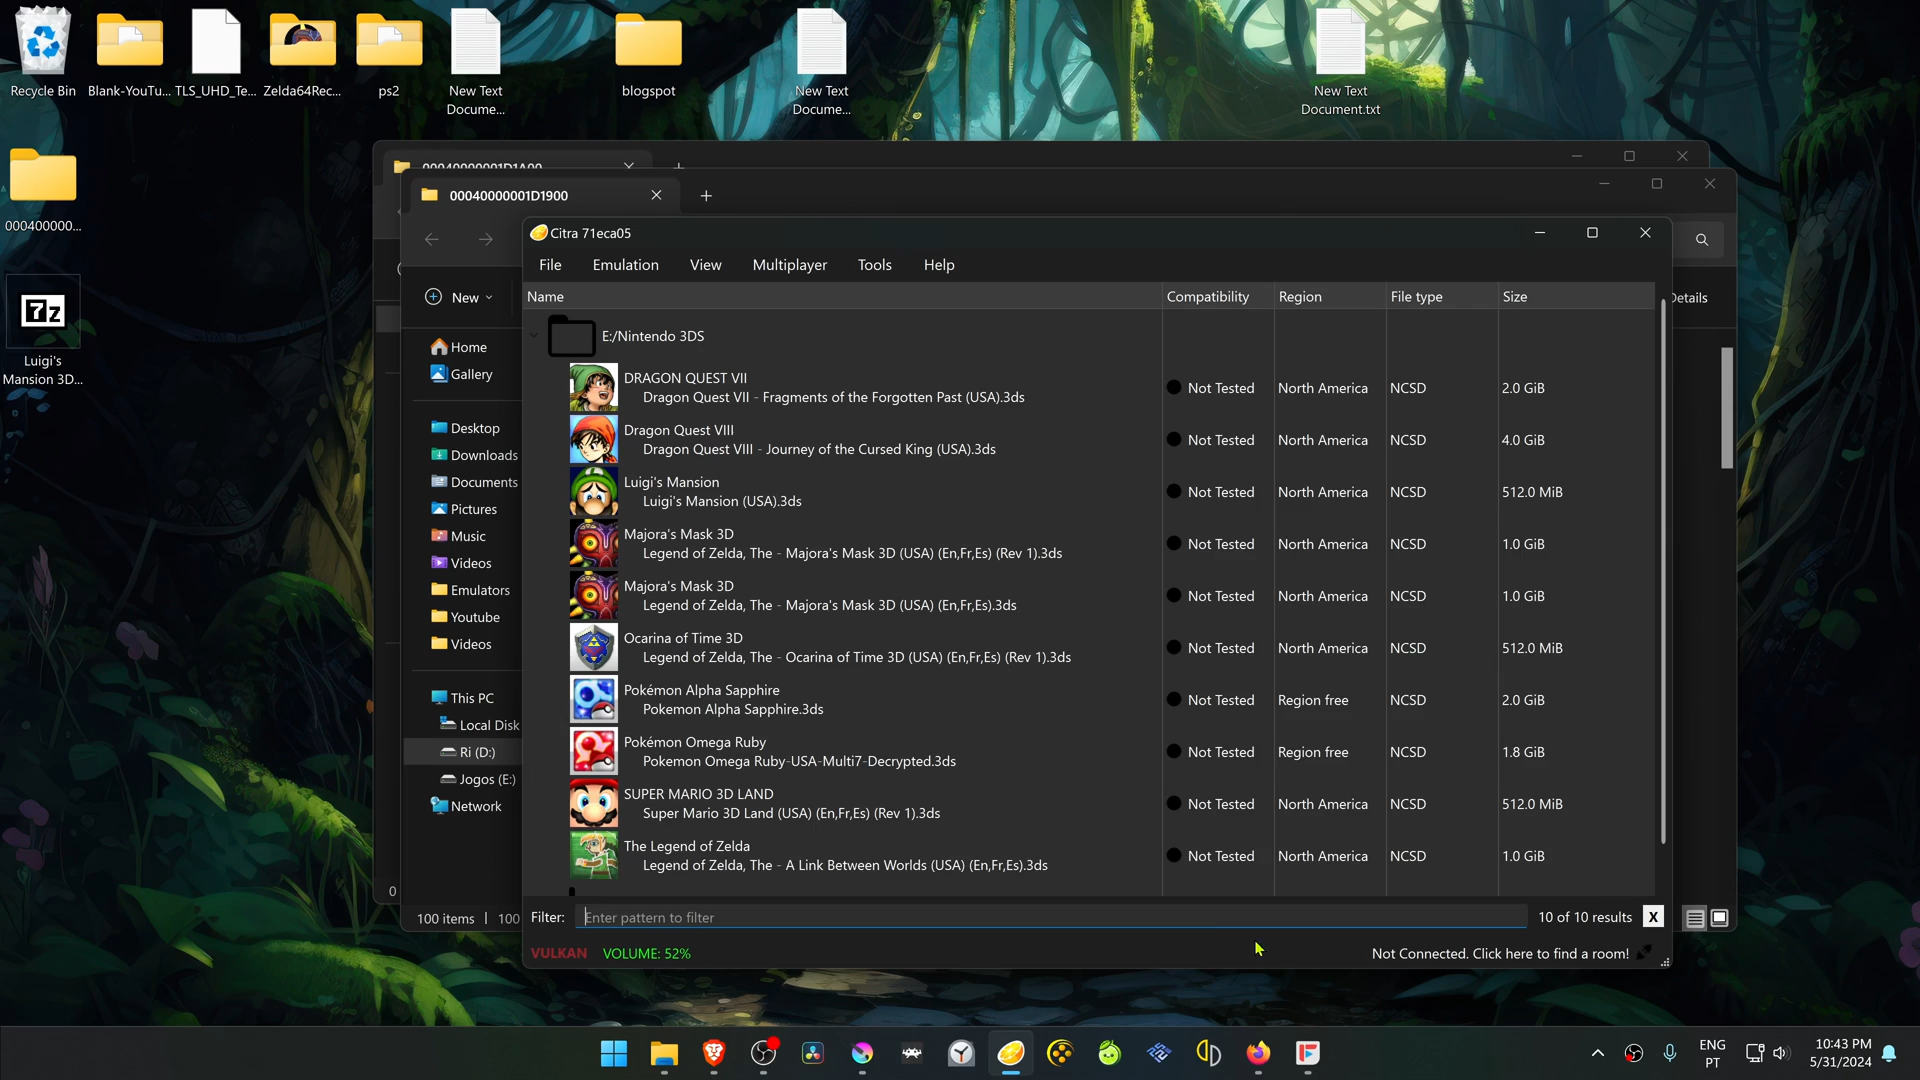 Recycle Bin
Blank-YouTu...
TLS_UHD_Te...
Zelda64Rec...
ps2
New Text
Docume...
blogspot
New Text
Docume...
New Text
Document.txt
000400000...
7z
Luigi's
Mansion 3D...
00040000001D1A00
00040000001D1900
Citra 71eca05
File
Emulation
View
Multiplayer
Tools
Help
New
Details
Name
Compatibility
Region
File type
Size
Home
Gallery
Desktop
Downloads
Documents
Pictures
Music
Videos
Emulators
Youtube
Videos
This PC
Local Disk
Ri (D:)
Jogos (E:)
Network
E:/Nintendo 3DS
DRAGON QUEST VII
Dragon Quest VII - Fragments of the Forgotten Past (USA).3ds
Not Tested
North America
NCSD
2.0 GiB
Dragon Quest VIII
Dragon Quest VIII - Journey of the Cursed King (USA).3ds
Not Tested
North America
NCSD
4.0 GiB
Luigi's Mansion
Luigi's Mansion (USA).3ds
Not Tested
North America
NCSD
512.0 MiB
Majora's Mask 3D
Legend of Zelda, The - Majora's Mask 3D (USA) (En,Fr,Es) (Rev 1).3ds
Not Tested
North America
NCSD
1.0 GiB
Majora's Mask 3D
Legend of Zelda, The - Majora's Mask 3D (USA) (En,Fr,Es).3ds
Not Tested
North America
NCSD
1.0 GiB
Ocarina of Time 3D
Legend of Zelda, The - Ocarina of Time 3D (USA) (En,Fr,Es) (Rev 1).3ds
Not Tested
North America
NCSD
512.0 MiB
Pokémon Alpha Sapphire
Pokemon Alpha Sapphire.3ds
Not Tested
Region free
NCSD
2.0 GiB
Pokémon Omega Ruby
Pokemon Omega Ruby-USA-Multi7-Decrypted.3ds
Not Tested
Region free
NCSD
1.8 GiB
SUPER MARIO 3D LAND
Super Mario 3D Land (USA) (En,Fr,Es) (Rev 1).3ds
Not Tested
North America
NCSD
512.0 MiB
The Legend of Zelda
Legend of Zelda, The - A Link Between Worlds (USA) (En,Fr,Es).3ds
Not Tested
North America
NCSD
1.0 GiB
0
100 items
100
Filter:
Enter pattern to filter
10 of 10 results
X
VULKAN
VOLUME: 52%
Not Connected. Click here to find a room!
ENG
PT
10:43 PM
5/31/2024